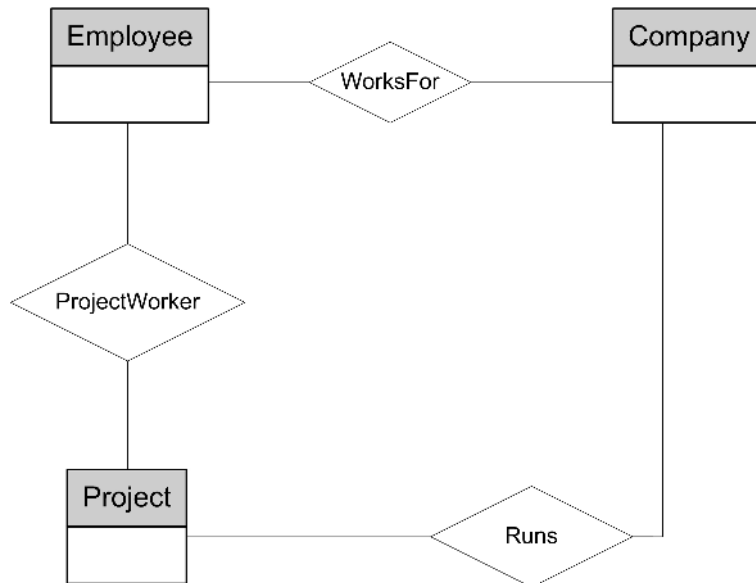 Employee
Company
WorksFor
ProjectWorker
Project
Runs